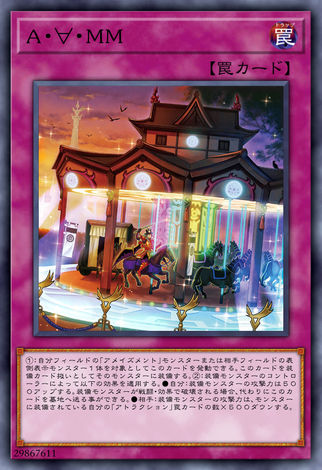 A・∀・MM
トラップ
罠
【罠カード】
①：自分フィールドの「アメイズメント」モンスターまたは相手フィールドの表
側表示モンスター１体を対象としてこのカードを発動できる。このカードを装
備カード扱いとしてそのモンスターに装備する。②：装備モンスターのコントロ
ーラーによって以下の効果を適用する。●自分：装備モンスターの攻撃力は５０
０アップする。装備モンスターが戦闘・効果で破壊される場合、代わりにこのカ
ードを墓地へ送る事ができる。●相手：装備モンスターの攻撃力は、モンスタ
ーに装備されている自分の「アトラクション」罠カードの数×５００ダウンする。
29867611